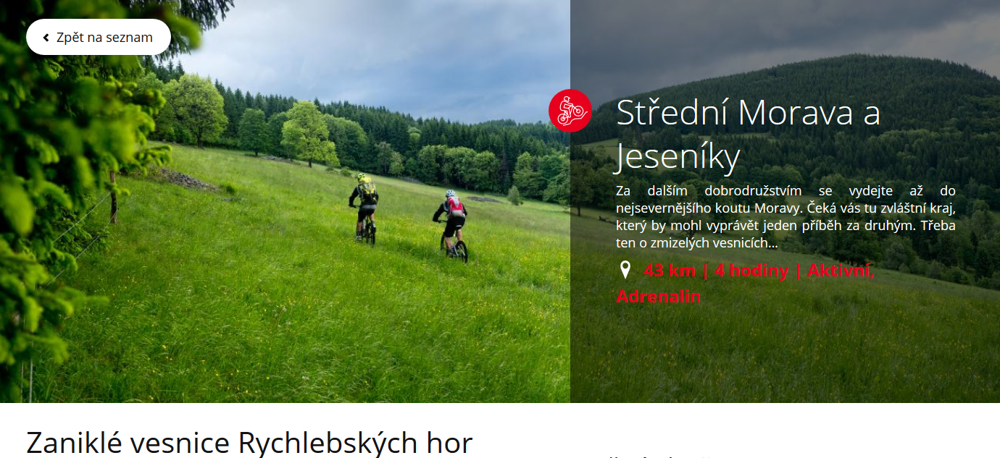 Zpět na seznam
Střední Morava a
Jeseníky
Za dalším dobrodružstvím se vydejte až do
nejsevernějšího koutu Moravy. Čeká vás tu zvláštní kraj,
který by mohl vyprávět jeden příběh za druhým. Třeba
ten o zmizelých vesnicích...
43 km | 4 hodiny | Aktivní,
Adrenalin
Zaniklé vesnice Rychlebských hor